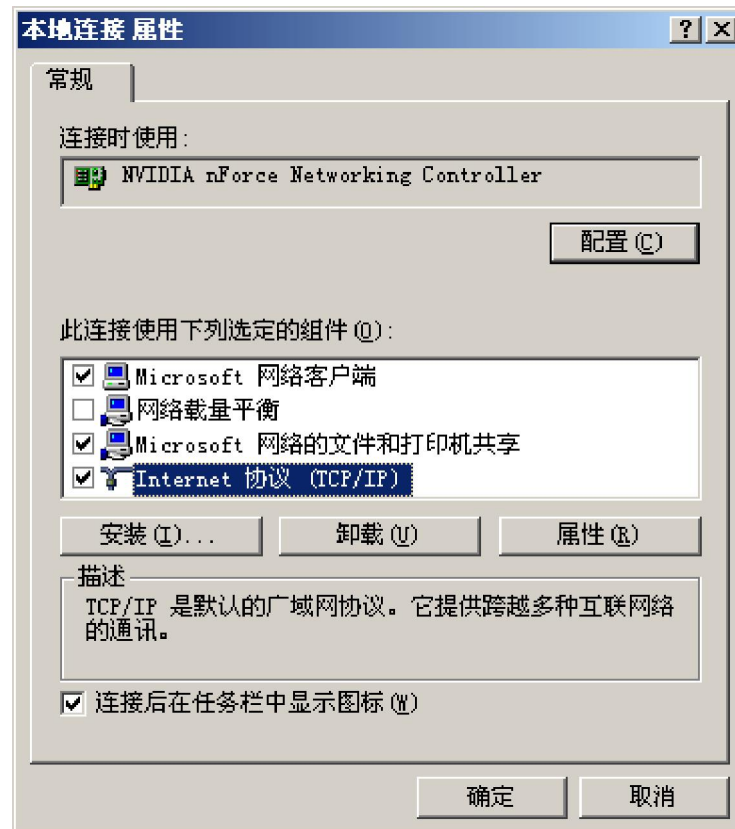 本地连接 属性
常规
连接时使用:
NVIDIA nForce Networking Controller
配置(C)
此连接使用下列选定的组件(O):
Microsoft 网络客户端
网络载量平衡
Microsoft 网络的文件和打印机共享
Internet 协议 (TCP/IP)
安装(I)... 卸载(U) 属性(R)
描述
TCP/IP 是默认的广域网协议。它提供跨越多种互联网络
的通讯。
连接后在任务栏中显示图标(W)
确定 取消